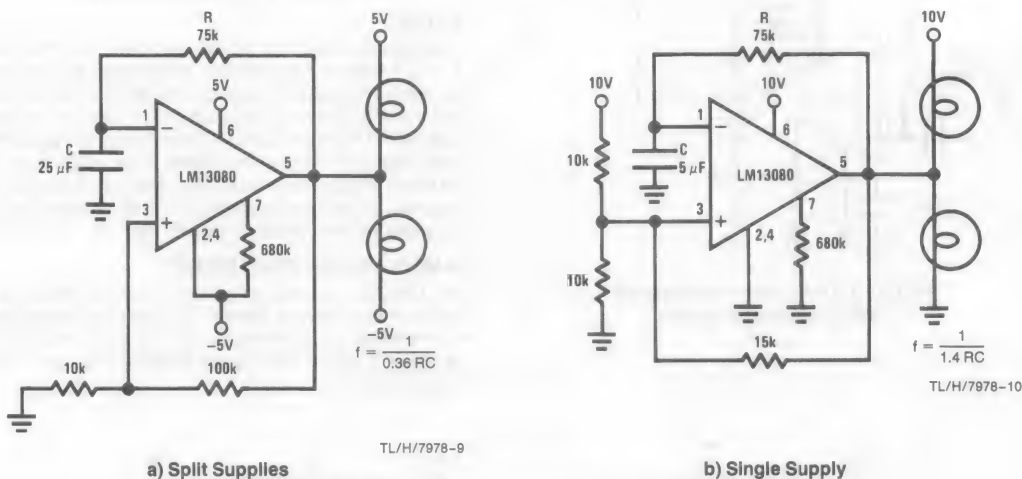 R
75k
5V
5V
1
−
6
C
25 μF
LM13080
5
3
+
7
2,4
680k
−5V
−5V
f = 1
0.36 RC
10k
100k
TL/H/7978–9
a) Split Supplies
R
75k
10V
10V
10V
1
−
6
10k
C
5 μF
LM13080
5
3
+
7
2,4
680k
10k
15k
f = 1
1.4 RC
TL/H/7978–10
b) Single Supply